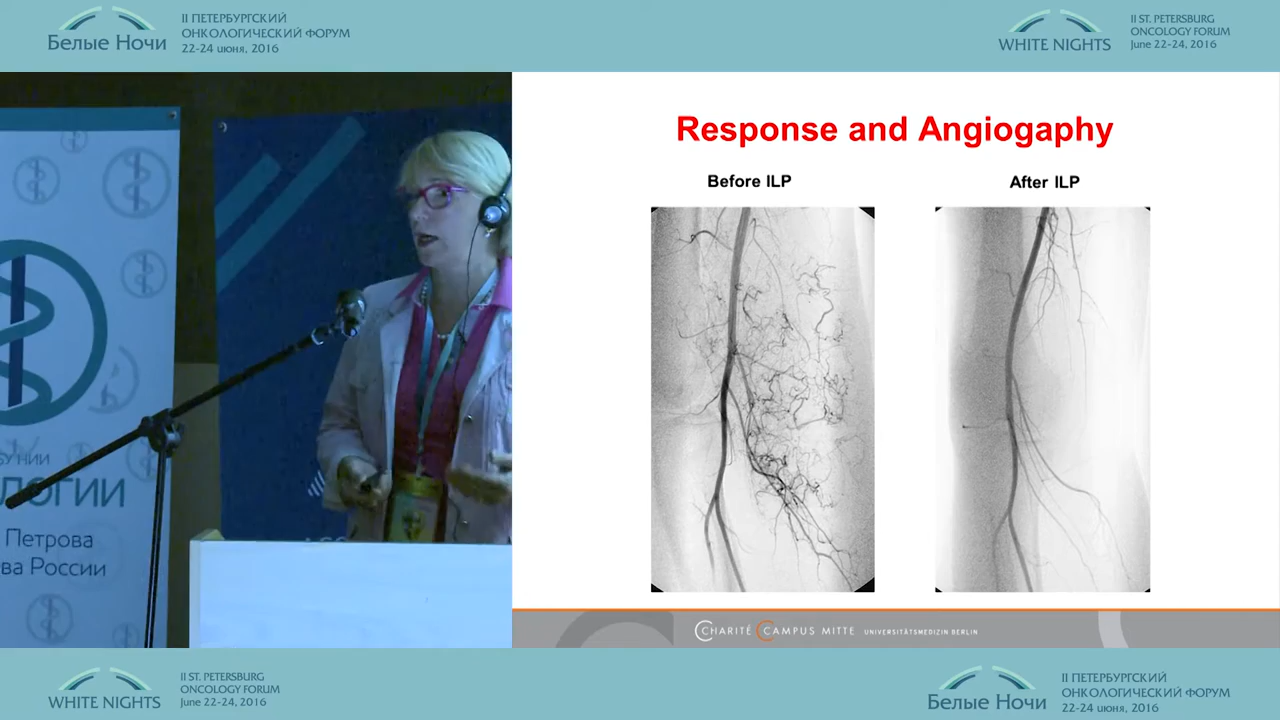 Белые Ночи
II ПЕТЕРБУРГСКИЙ
ОНКОЛОГИЧЕСКИЙ ФОРУМ
22-24 июня, 2016
WHITE NIGHTS
II ST. PETERSBURG
ONCOLOGY FORUM
June 22-24, 2016
Response and Angiogaphy
Before ILP
After ILP
НИИ
ОЛОГИИ
Петрова
ва России
CHARITÉ CAMPUS MITTE UNIVERSITÄTSMEDIZIN BERLIN
WHITE NIGHTS
II ST. PETERSBURG
ONCOLOGY FORUM
June 22-24, 2016
Белые Ночи
II ПЕТЕРБУРГСКИЙ
ОНКОЛОГИЧЕСКИЙ ФОРУМ
22-24 июня, 2016